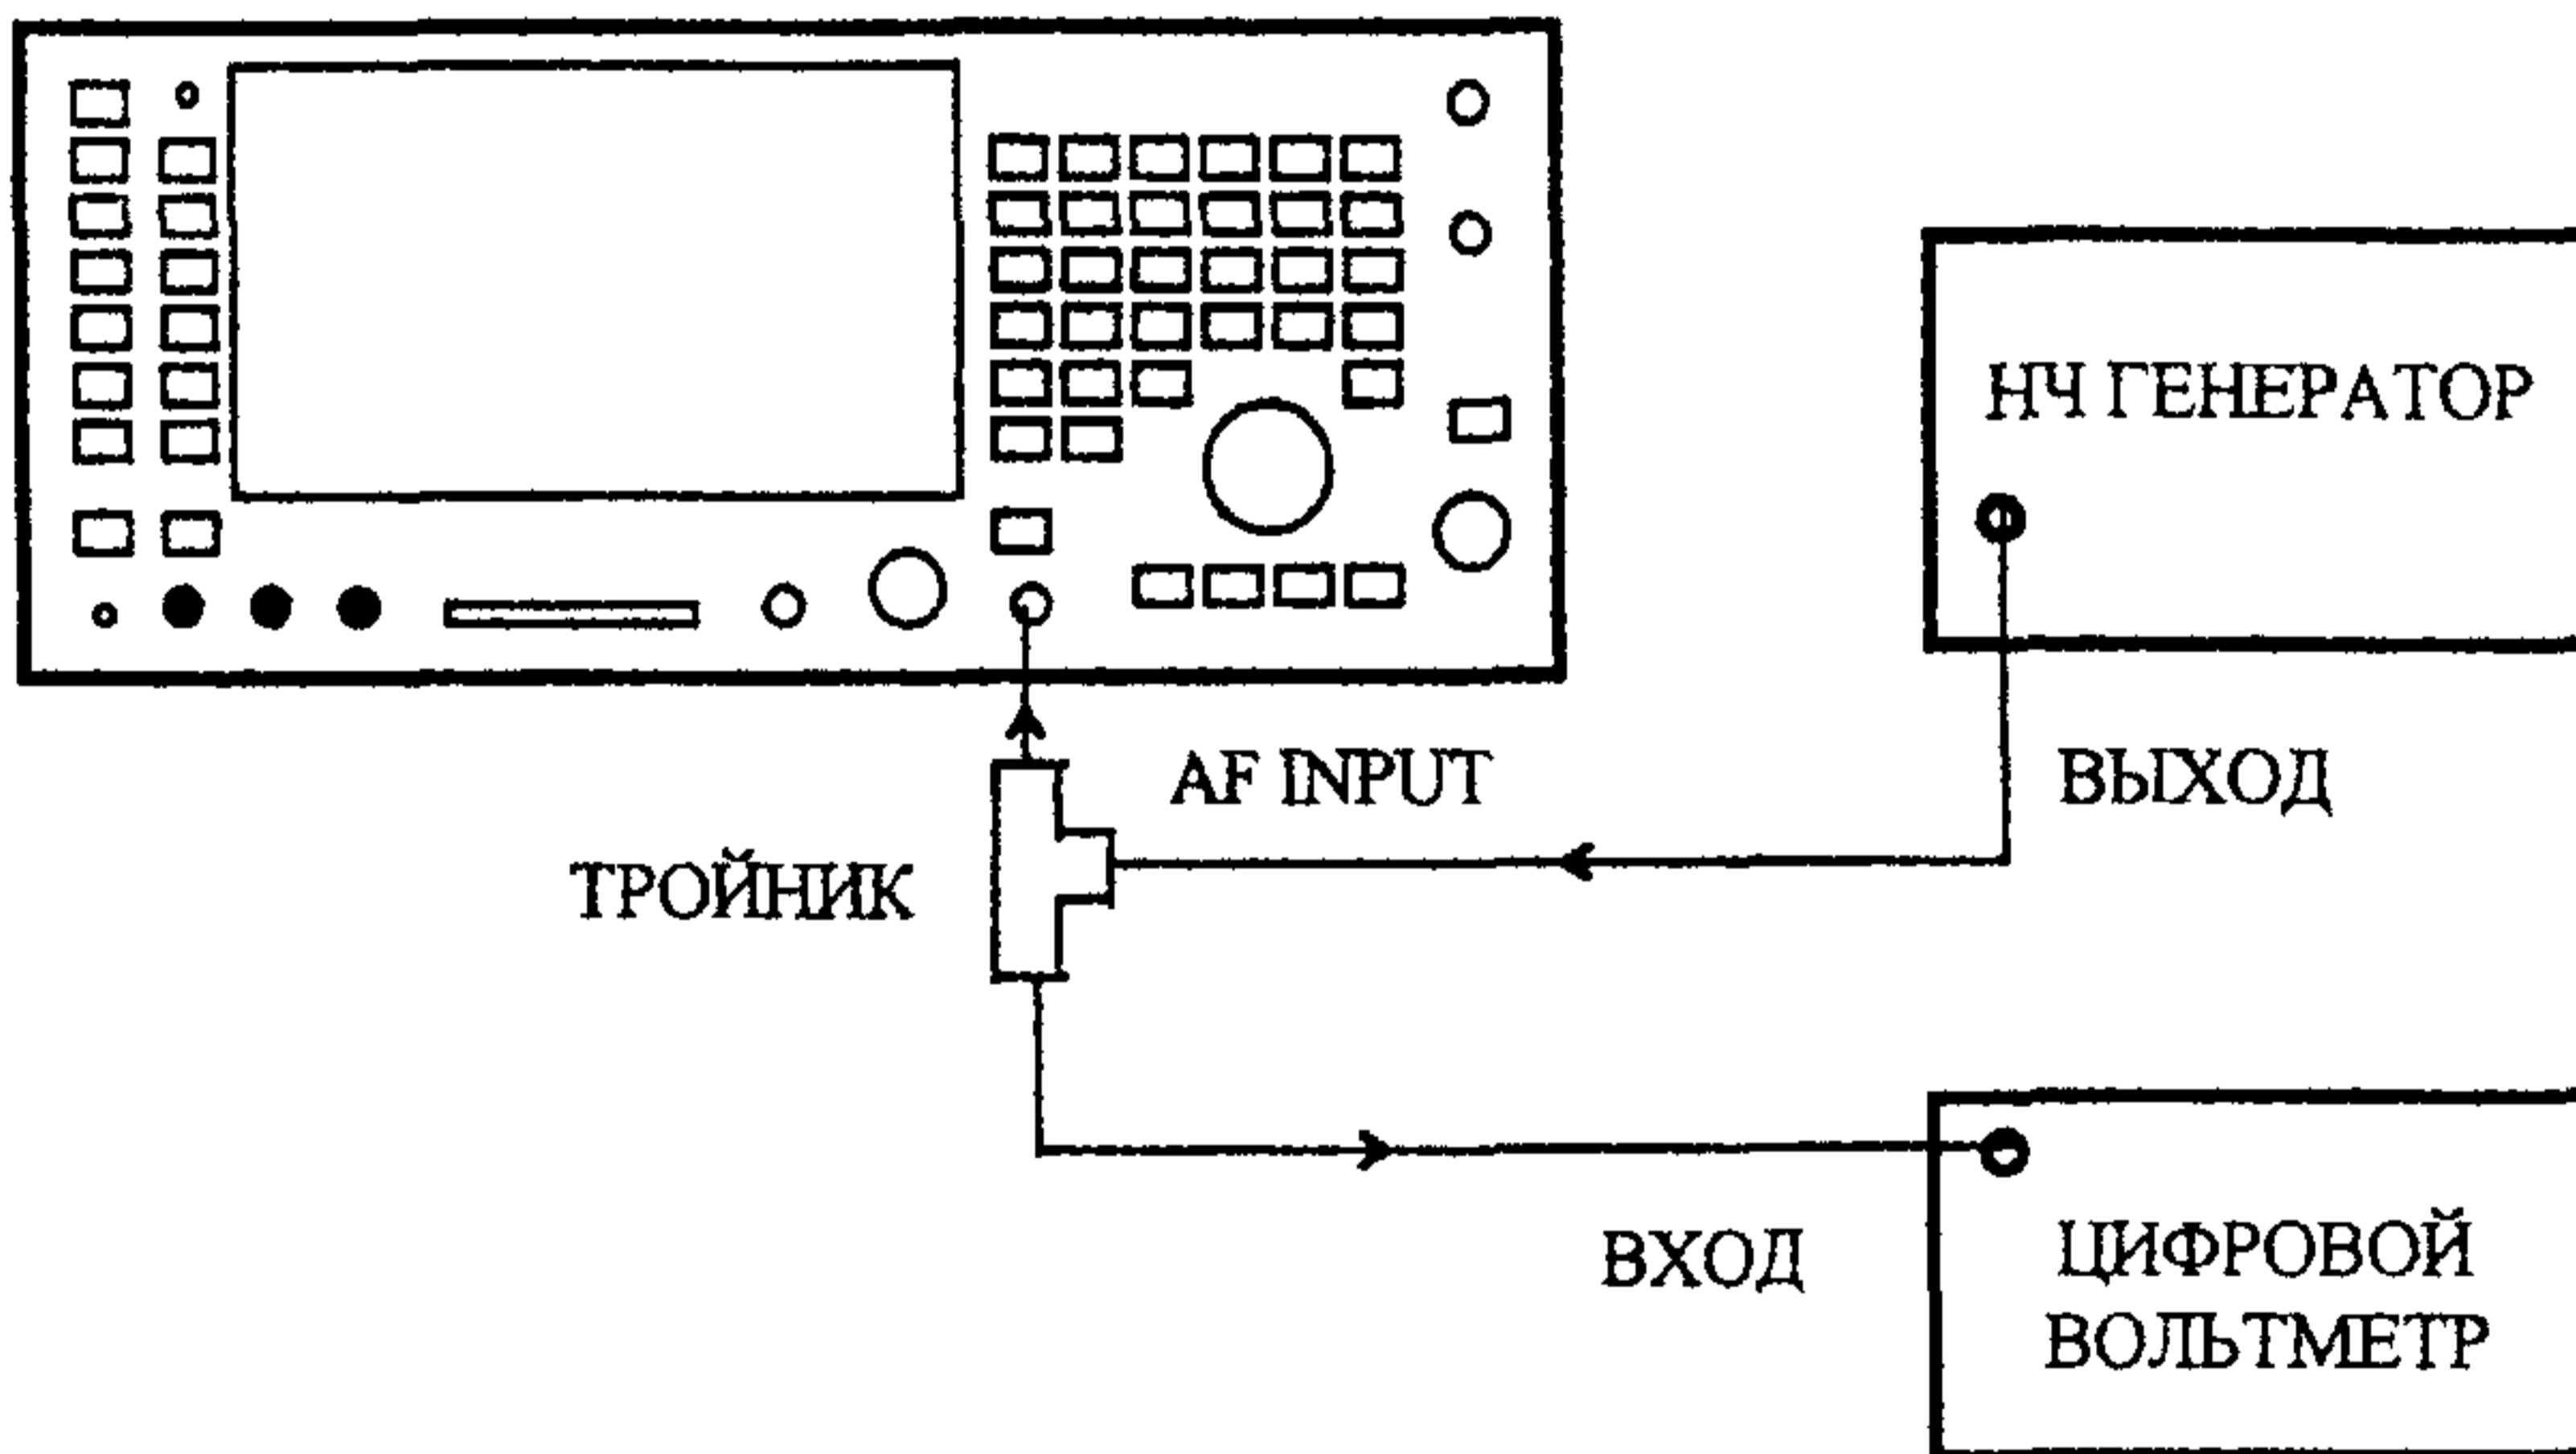 НЧ ГЕНЕРАТОР
AF INPUT
ВЫХОД
ТРОЙНИК
ВХОД
ЦИФРОВОЙ
ВОЛЬТМЕТР